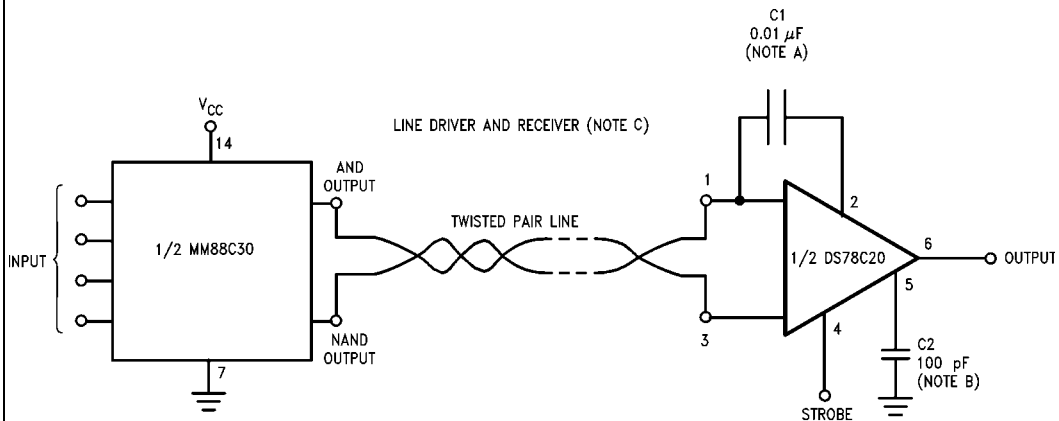 C1
0.01 μF
(NOTE A)
VCC
14
LINE DRIVER AND RECEIVER (NOTE C)
AND
OUTPUT
1
2
TWISTED PAIR LINE
INPUT
1/2 MM88C30
1/2 DS78C20
6
OUTPUT
5
NAND
OUTPUT
3
4
7
C2
100 pF
(NOTE B)
STROBE